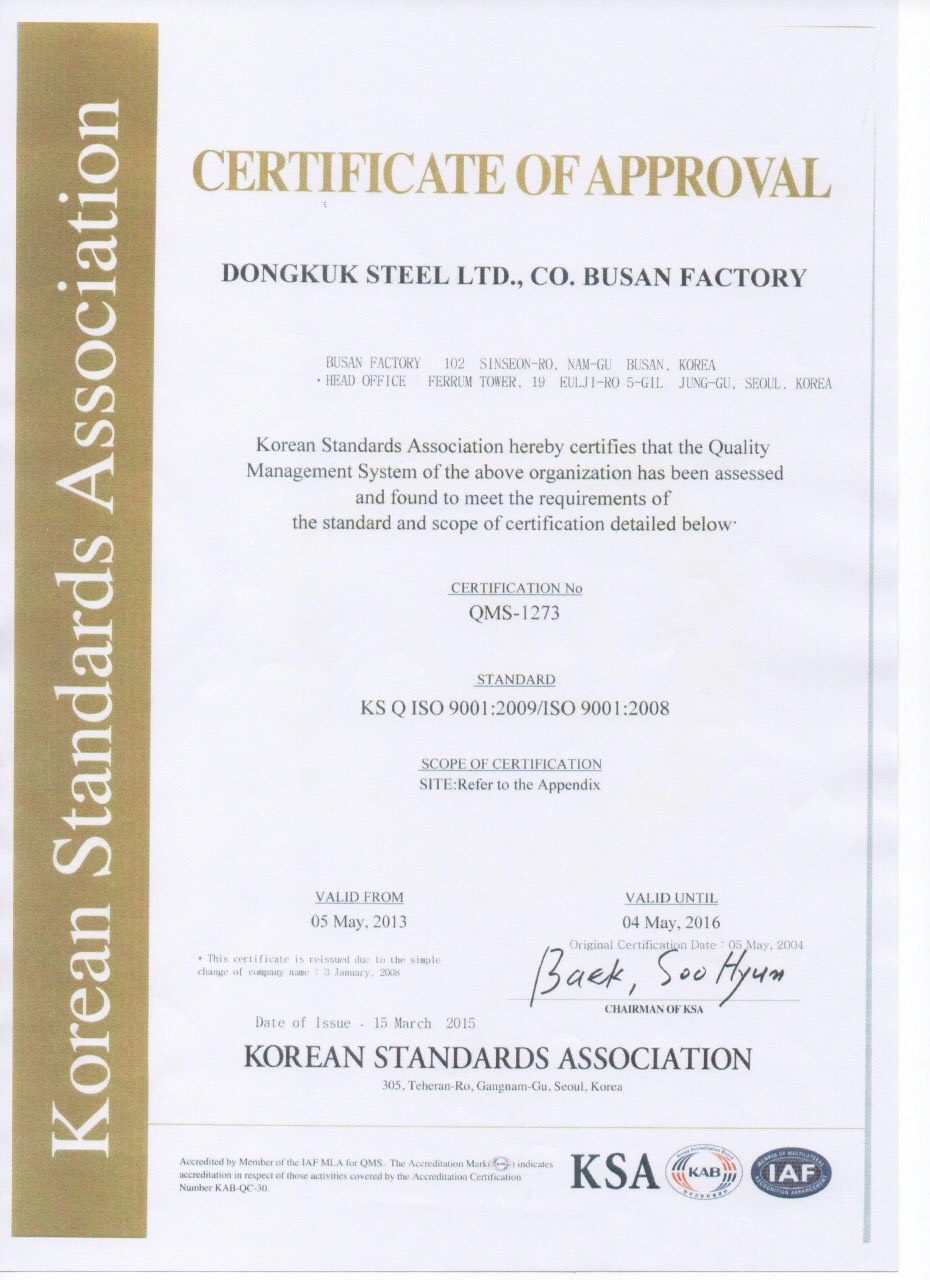 Korean Standards Association
CERTIFICATE OF APPROVAL
DONGKUK STEEL LTD., CO. BUSAN FACTORY
BUSAN FACTORY 102 SINSEON-RO, NAM-GU BUSAN, KOREA
· HEAD OFFICE FERRUM TOWER, 19 EULJI-RO 5-GIL JUNG-GU, SEOUL, KOREA
Korean Standards Association hereby certifies that the Quality
Management System of the above organization has been assessed
and found to meet the requirements of
the standard and scope of certification detailed below·
CERTIFICATION No
QMS-1273
STANDARD
KS Q ISO 9001:2009/ISO 9001:2008
SCOPE OF CERTIFICATION
SITE:Refer to the Appendix
VALID FROM
05 May, 2013
VALID UNTIL
04 May, 2016
Original Certification Date : 05 May, 2004
* This certificate is reissued due to the simple
change of company name : 3 January, 2008
Baek, Soo Hyun
CHAIRMAN OF KSA
Date of Issue . 15 March 2015
KOREAN STANDARDS ASSOCIATION
305, Teheran-Ro, Gangnam-Gu, Seoul, Korea
Accredited by Member of the IAF MLA for QMS. The Accreditation Mark( ) indicates
accreditation in respect of those activities covered by the Accreditation Certification
Number KAB-QC-30.
KSA
Korea Accreditation Board
KAB
MEMBER OF MULTILATERAL
IAF
RECOGNITION ARRANGEMENT